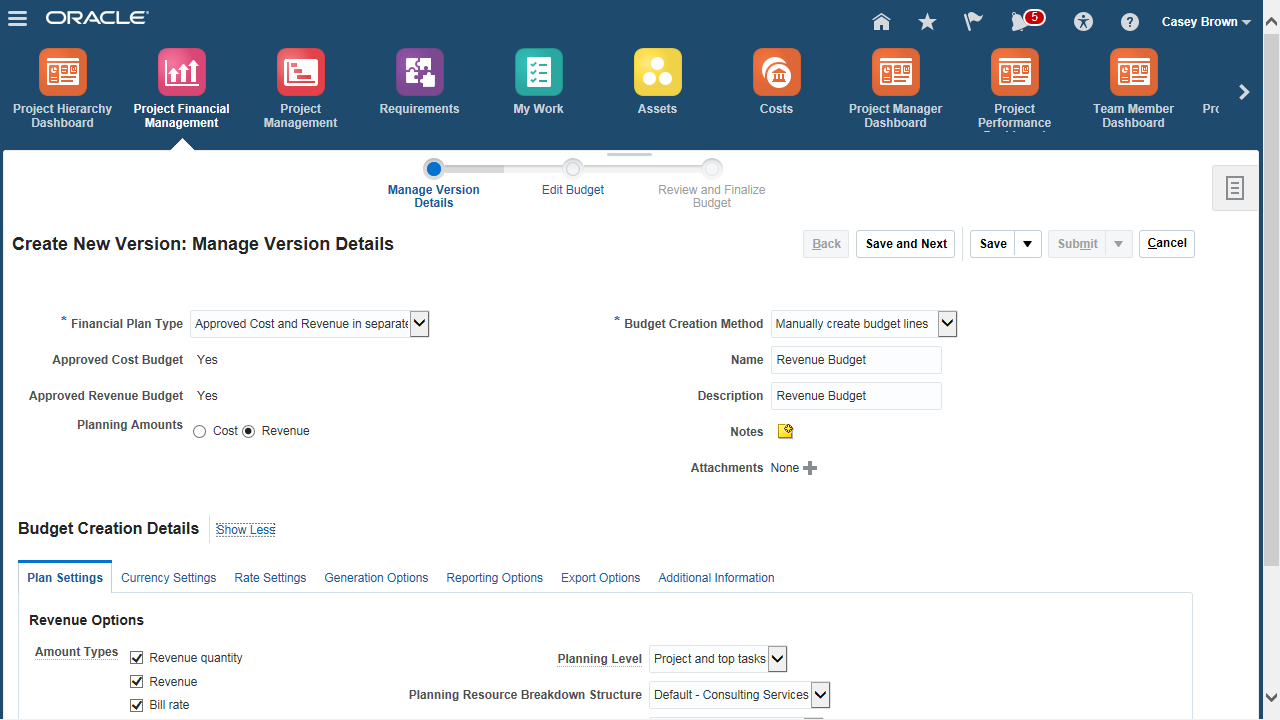 ORACLE
5
Casey Brown
Project Hierarchy
Dashboard
Project Financial
Management
Project
Management
Requirements
My Work
Assets
Costs
Project Manager
Dashboard
Project
Performance
Team Member
Dashboard
Pro
Manage Version
Details
Edit Budget
Review and Finalize
Budget
Create New Version: Manage Version Details
Back
Save and Next
Save
Submit
Cancel
* Financial Plan Type
Approved Cost and Revenue in separate
* Budget Creation Method
Manually create budget lines
Approved Cost Budget
Yes
Name
Revenue Budget
Approved Revenue Budget
Yes
Description
Revenue Budget
Planning Amounts
Cost
Revenue
Notes
Attachments
None
Budget Creation Details
Show Less
Plan Settings
Currency Settings
Rate Settings
Generation Options
Reporting Options
Export Options
Additional Information
Revenue Options
Amount Types
Revenue quantity
Planning Level
Project and top tasks
Revenue
Planning Resource Breakdown Structure
Default - Consulting Services
Bill rate